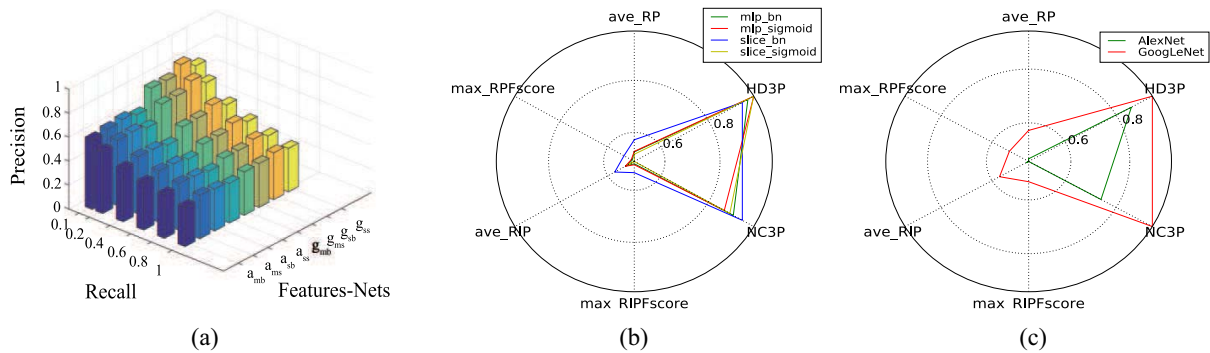 Precision
1
0.8
0.6
0.4
0.2
0
0.1
0.2
0.4
0.6
0.8
1
Recall
a_mb
a_ms
a_sb
a_ss
g_mb
g_ms
g_sb
g_ss
Features-Nets
(a)
ave_RP
mlp_bn
mlp_sigmoid
slice_bn
slice_sigmoid
max_RPFscore
HD3P
0.8
0.6
ave_RIP
NC3P
max_RIPFscore
(b)
ave_RP
AlexNet
GoogLeNet
max_RPFscore
HD3P
0.8
0.6
ave_RIP
NC3P
max_RIPFscore
(c)